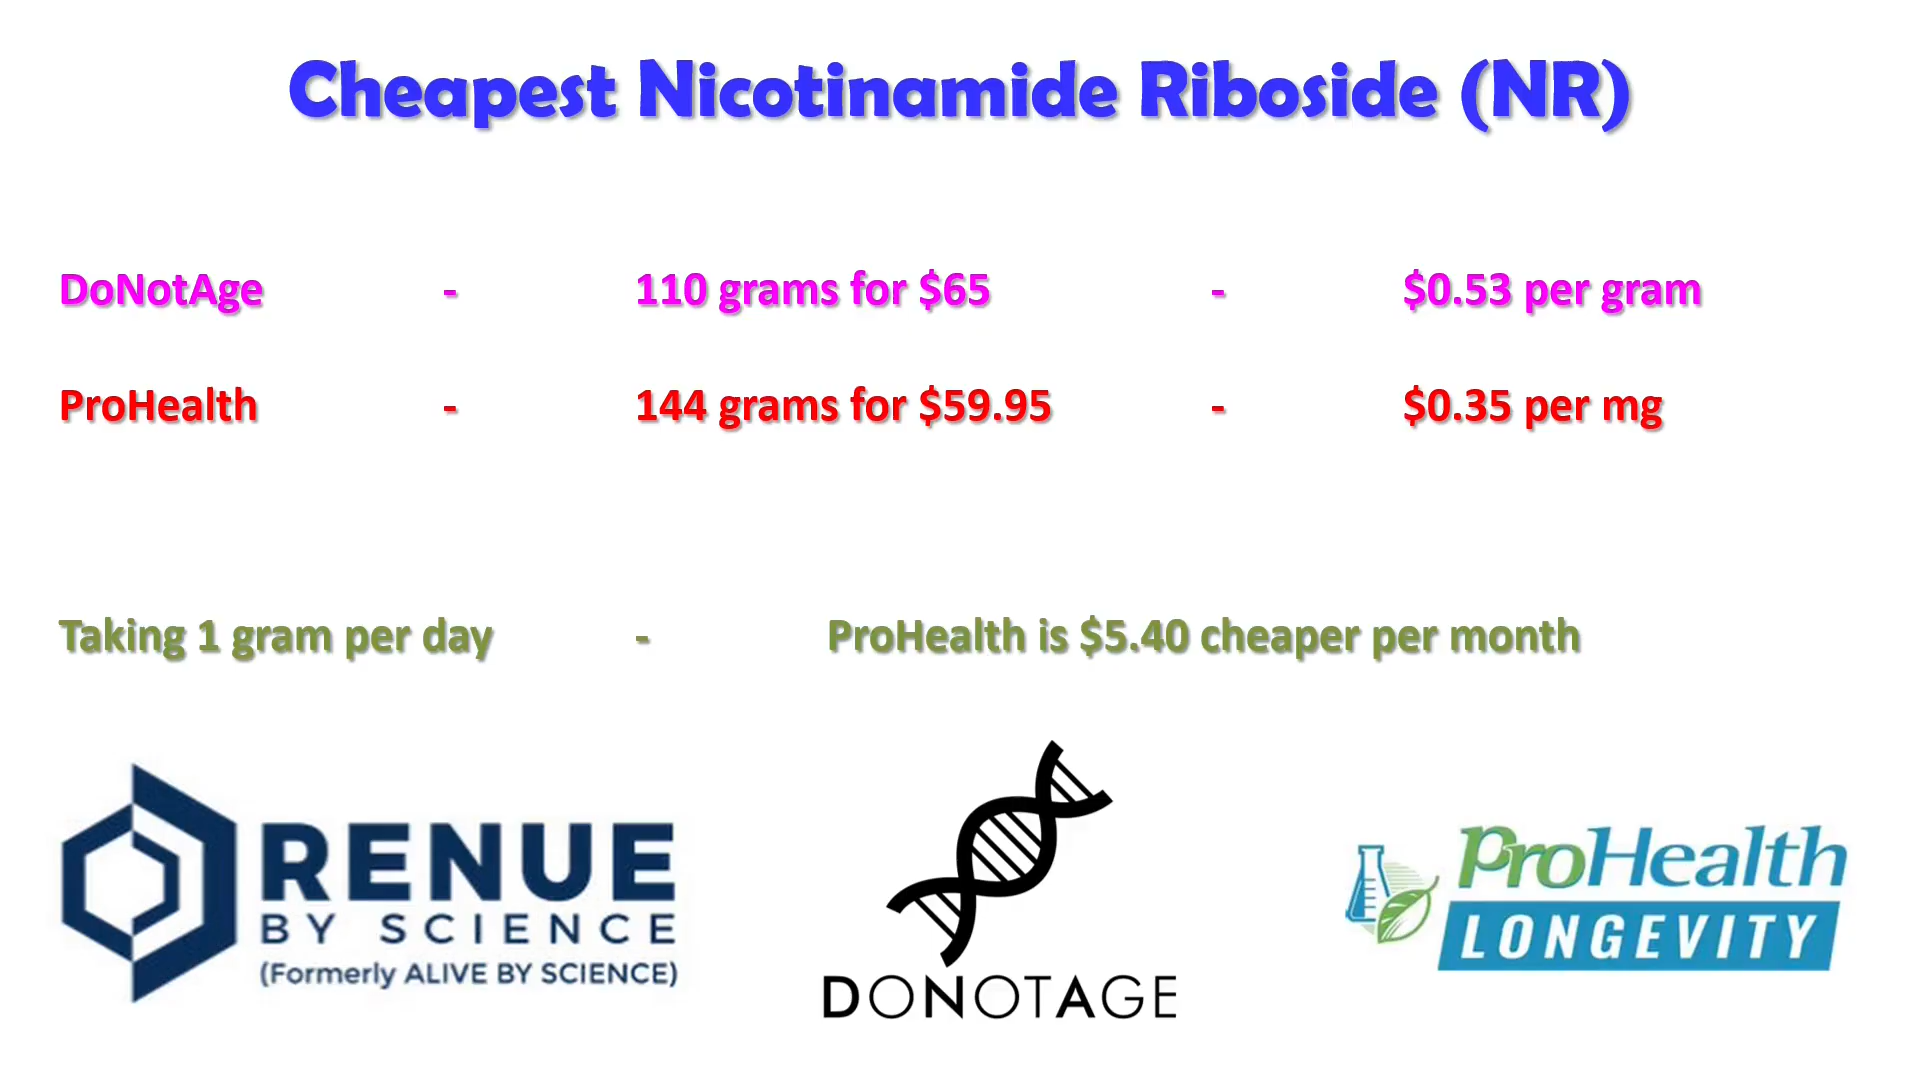 Cheapest Nicotinamide Riboside (NR)
DoNotAge - 110 grams for $65 - $0.53 per gram
ProHealth - 144 grams for $59.95 - $0.35 per mg
Taking 1 gram per day - ProHealth is $5.40 cheaper per month
RENUE
BY SCIENCE
(Formerly ALIVE BY SCIENCE)
DONOTAGE
ProHealth
LONGEVITY